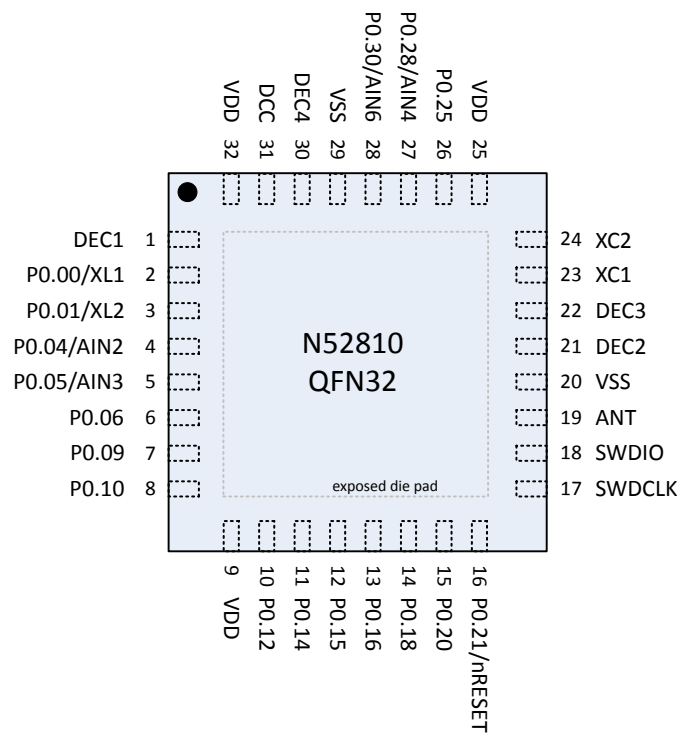 VDD 32
DCC 31
DEC4 30
VSS 29
P0.30/AIN6 28
P0.28/AIN4 27
P0.25 26
VDD 25
DEC1 1
P0.00/XL1 2
P0.01/XL2 3
P0.04/AIN2 4
P0.05/AIN3 5
P0.06 6
P0.09 7
P0.10 8
N52810
QFN32
exposed die pad
24 XC2
23 XC1
22 DEC3
21 DEC2
20 VSS
19 ANT
18 SWDIO
17 SWDCLK
9 VDD
10 P0.12
11 P0.14
12 P0.15
13 P0.16
14 P0.18
15 P0.20
16 P0.21/nRESET